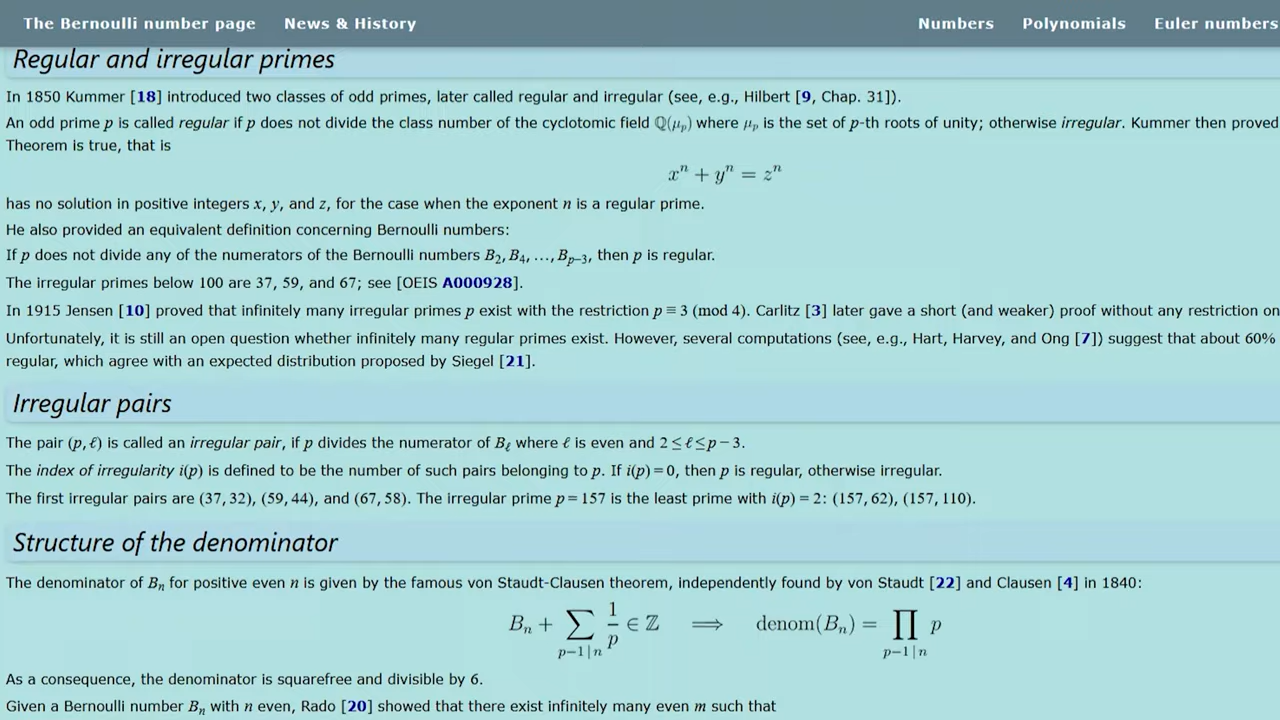 The Bernoulli number page News & History Numbers Polynomials Euler numbers
Regular and irregular primes
In 1850 Kummer [18] introduced two classes of odd primes, later called regular and irregular (see, e.g., Hilbert [9, Chap. 31]).
An odd prime p is called regular if p does not divide the class number of the cyclotomic field ℚ(μₚ) where μₚ is the set of p-th roots of unity; otherwise irregular. Kummer then proved
Theorem is true, that is
xⁿ + yⁿ = zⁿ
has no solution in positive integers x, y, and z, for the case when the exponent n is a regular prime.
He also provided an equivalent definition concerning Bernoulli numbers:
If p does not divide any of the numerators of the Bernoulli numbers B₂, B₄, ..., Bₚ₋₃, then p is regular.
The irregular primes below 100 are 37, 59, and 67; see [OEIS A000928].
In 1915 Jensen [10] proved that infinitely many irregular primes p exist with the restriction p ≡ 3 (mod 4). Carlitz [3] later gave a short (and weaker) proof without any restriction on
Unfortunately, it is still an open question whether infinitely many regular primes exist. However, several computations (see, e.g., Hart, Harvey, and Ong [7]) suggest that about 60%
regular, which agree with an expected distribution proposed by Siegel [21].
Irregular pairs
The pair (p, ℓ) is called an irregular pair, if p divides the numerator of B_ℓ where ℓ is even and 2 ≤ ℓ ≤ p − 3.
The index of irregularity i(p) is defined to be the number of such pairs belonging to p. If i(p) = 0, then p is regular, otherwise irregular.
The first irregular pairs are (37, 32), (59, 44), and (67, 58). The irregular prime p = 157 is the least prime with i(p) = 2: (157, 62), (157, 110).
Structure of the denominator
The denominator of Bₙ for positive even n is given by the famous von Staudt-Clausen theorem, independently found by von Staudt [22] and Clausen [4] in 1840:
Bₙ + ∑_{p−1|n} 1/p ∈ ℤ ⟹ denom(Bₙ) = ∏_{p−1|n} p
As a consequence, the denominator is squarefree and divisible by 6.
Given a Bernoulli number Bₙ with n even, Rado [20] showed that there exist infinitely many even m such that